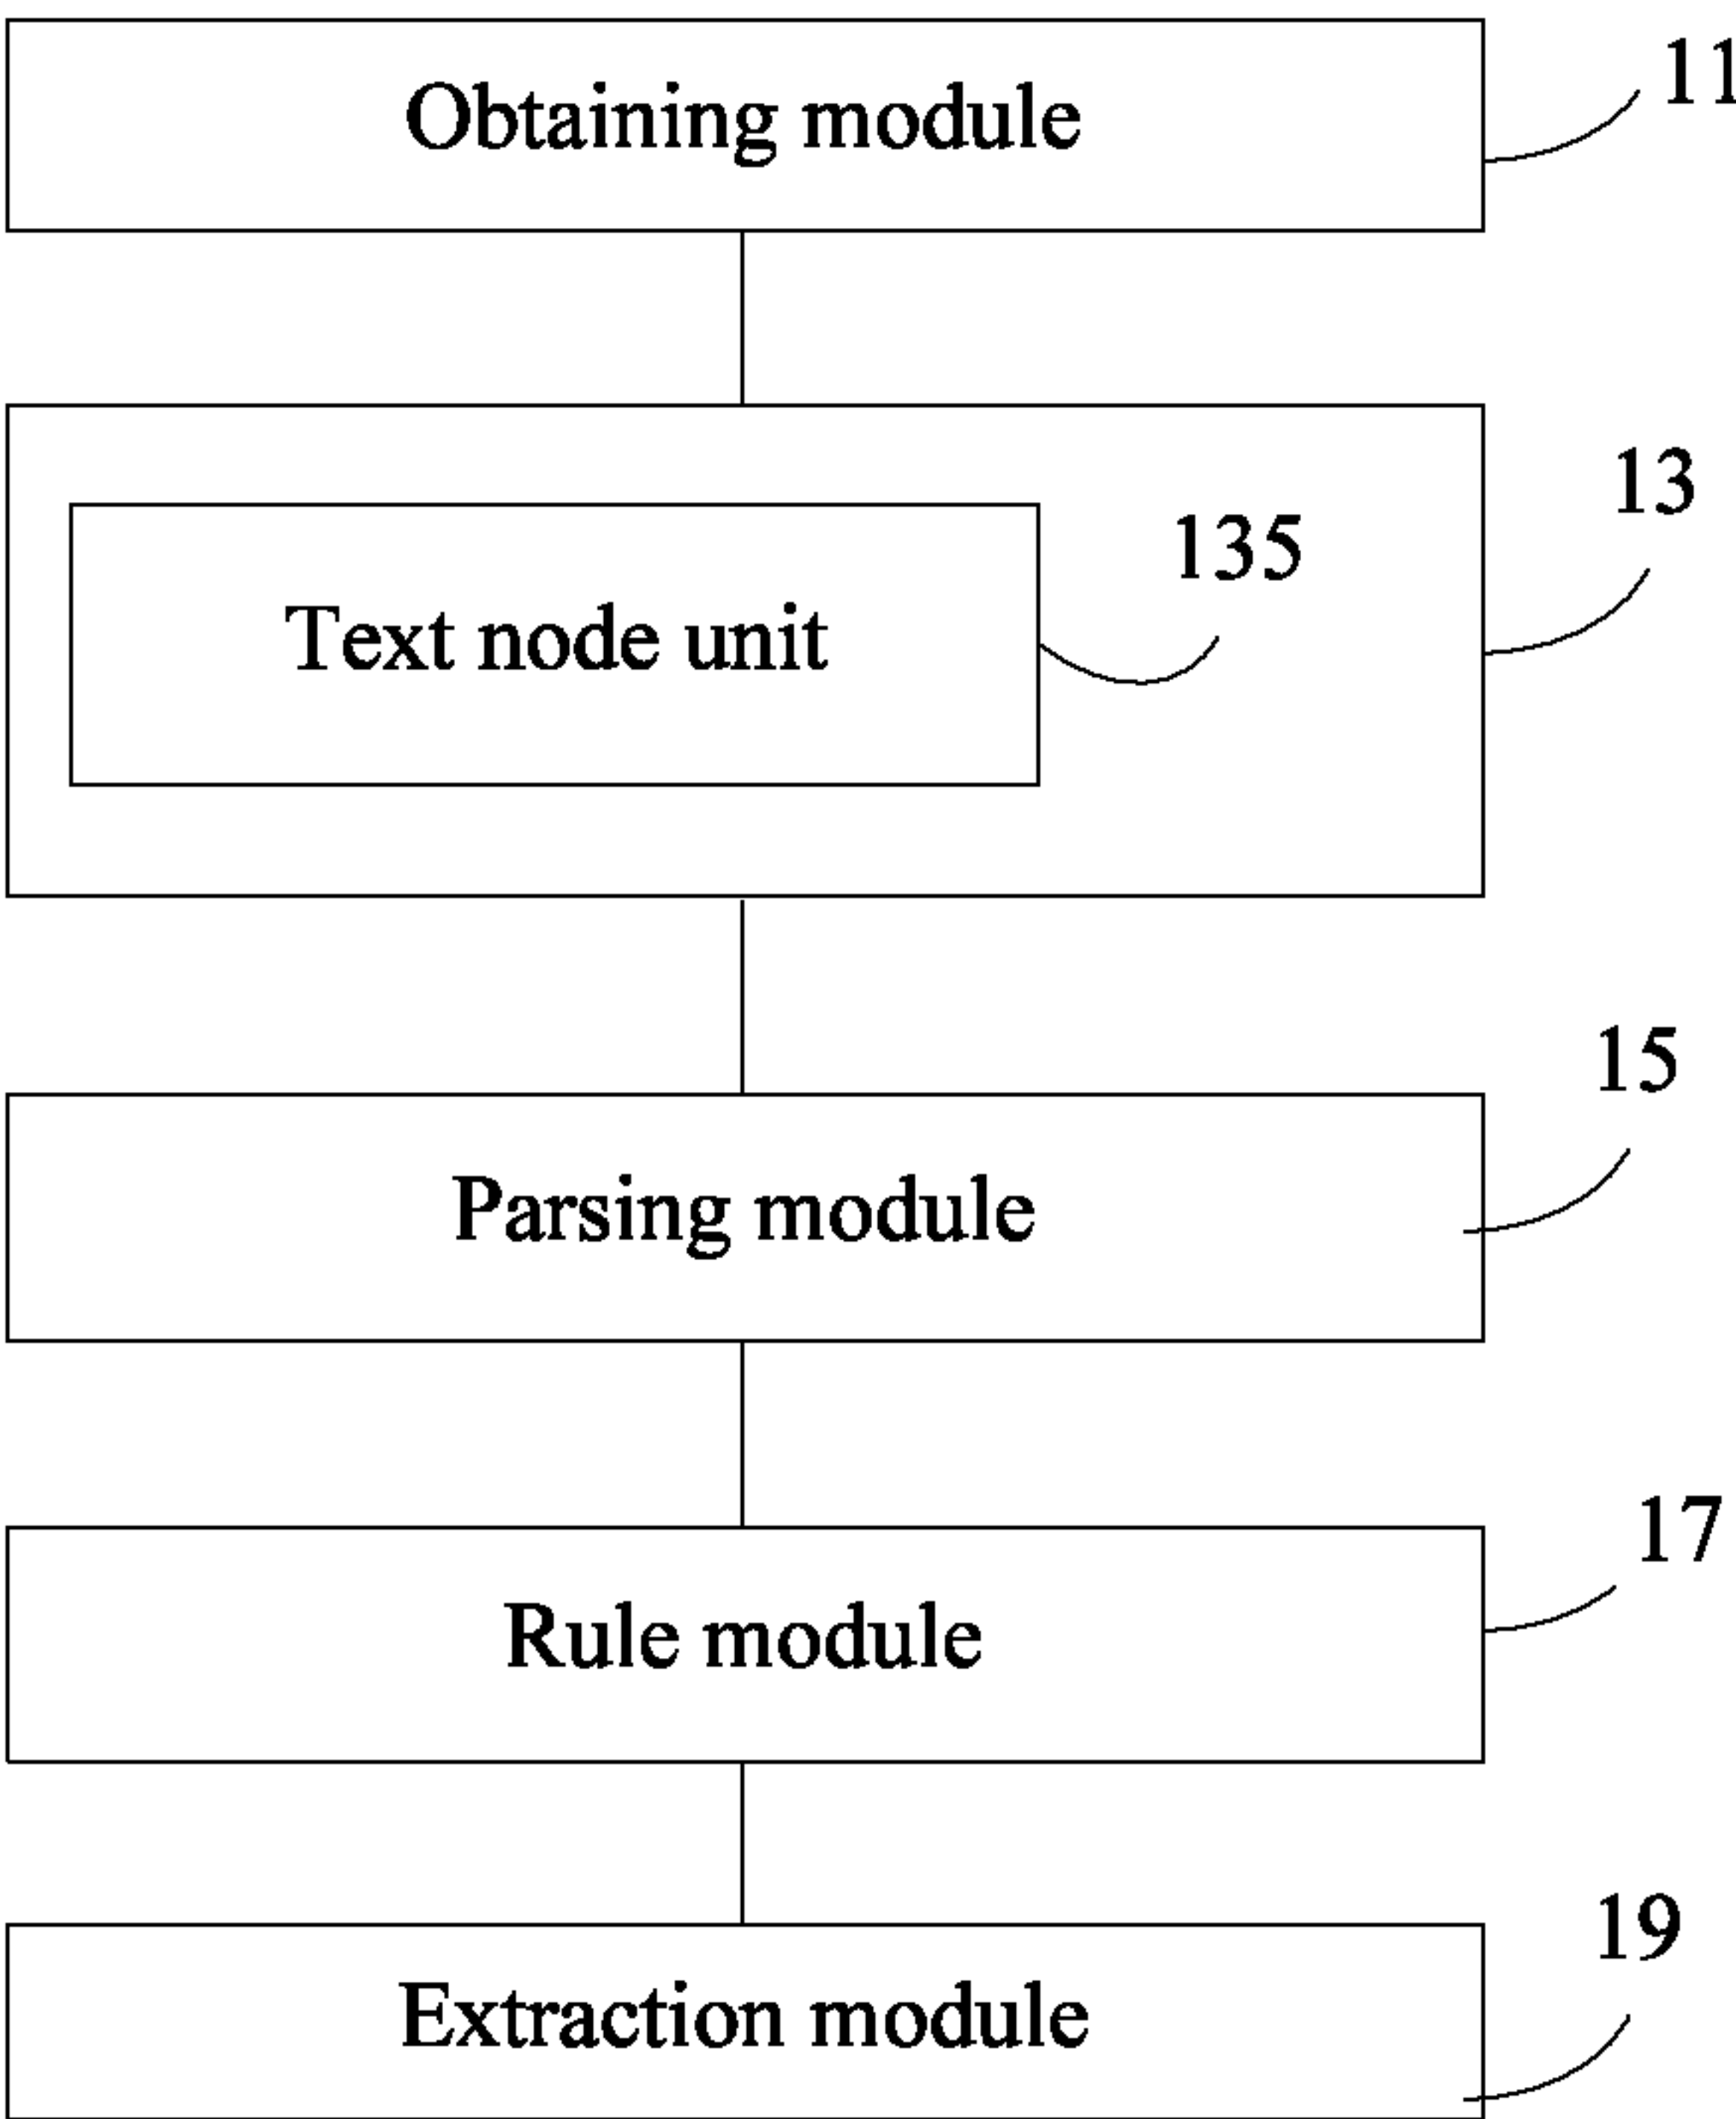 Obtaining module
11
13
135
Text node unit
15
Parsing module
17
Rule module
19
Extraction module